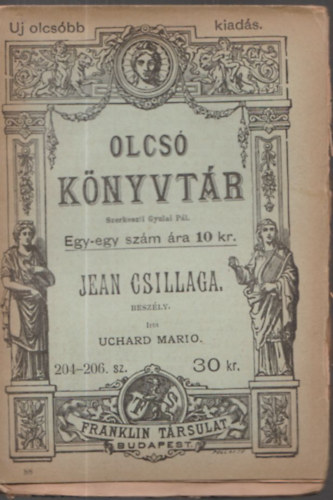 Uj olcsóbb kiadás.
OLCSÓ
KÖNYVTÁR
Szerkeszti Gyulai Pál.
Egy-egy szám ára 10 kr.
JEAN CSILLAGA.
BESZÉLY.
Irta
UCHARD MARIO.
204-206. sz. 30 kr.
FRANKLIN TÁRSULAT
BUDAPEST.